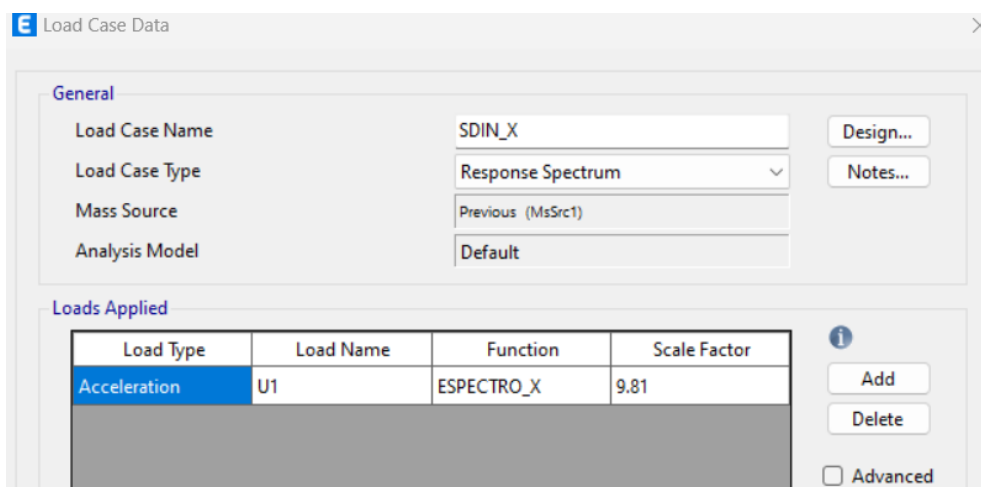 E Load Case Data
General
Load Case Name SDIN_X Design...
Load Case Type Response Spectrum Notes...
Mass Source Previous (MsSrc1)
Analysis Model Default
Loads Applied
Load Type Load Name Function Scale Factor
Acceleration U1 ESPECTRO_X 9.81
i
Add
Delete
Advanced